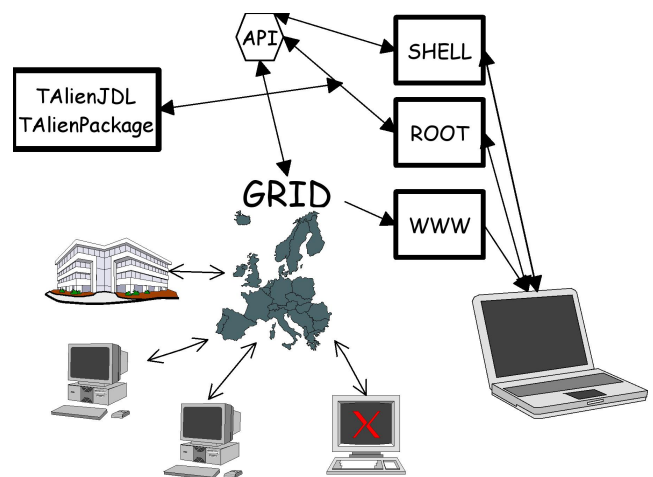 API
SHELL
TAlienJDL
TAlienPackage
ROOT
GRID
WWW
X